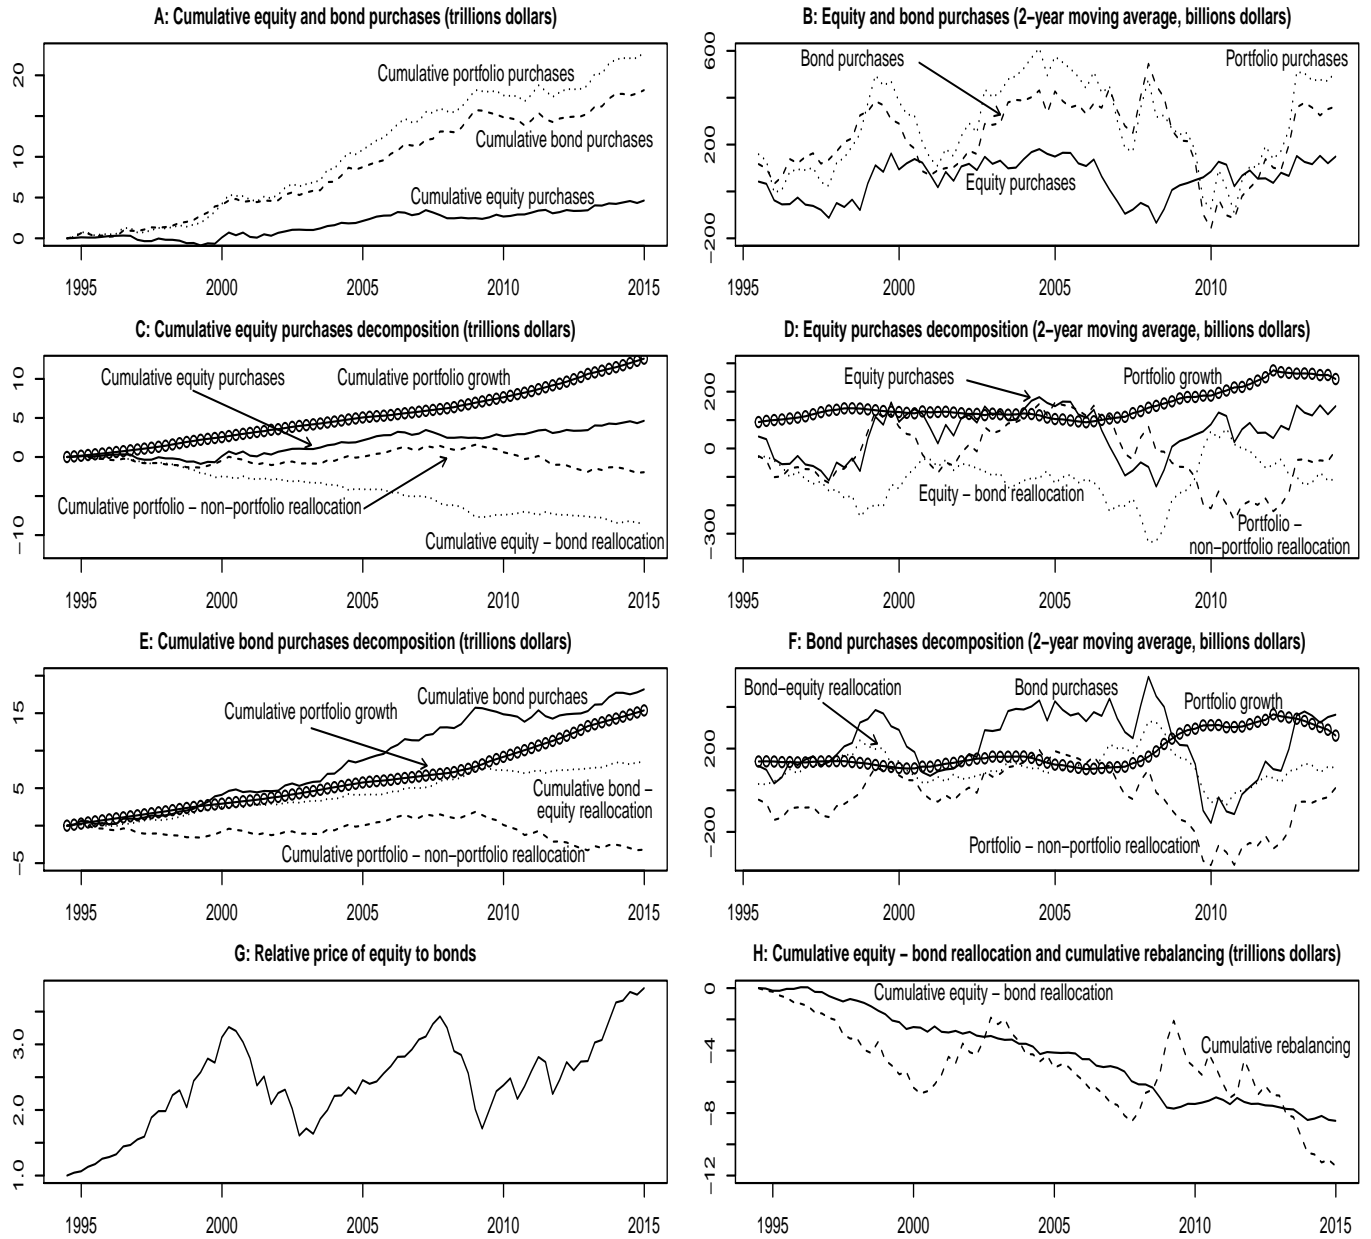 A: Cumulative equity and bond purchases (trillions dollars)
20
10
5
0
Cumulative portfolio purchases
Cumulative bond purchases
Cumulative equity purchases
1995 2000 2005 2010 2015
B: Equity and bond purchases (2−year moving average, billions dollars)
600
200
−200
Bond purchases
Portfolio purchases
Equity purchases
1995 2000 2005 2010
C: Cumulative equity purchases decomposition (trillions dollars)
10
5
0
−10
Cumulative equity purchases
Cumulative portfolio growth
Cumulative portfolio − non−portfolio reallocation
Cumulative equity − bond reallocation
1995 2000 2005 2010 2015
D: Equity purchases decomposition (2−year moving average, billions dollars)
200
0
−300
Equity purchases
Portfolio growth
Equity − bond reallocation
Portfolio −
non−portfolio reallocation
1995 2000 2005 2010
E: Cumulative bond purchases decomposition (trillions dollars)
15
5
−5
Cumulative bond purchaes
Cumulative portfolio growth
Cumulative bond −
equity reallocation
Cumulative portfolio − non−portfolio reallocation
1995 2000 2005 2010 2015
F: Bond purchases decomposition (2−year moving average, billions dollars)
200
−200
Bond−equity reallocation
Bond purchases
Portfolio growth
Portfolio − non−portfolio reallocation
1995 2000 2005 2010
G: Relative price of equity to bonds
3.0
2.0
1.0
1995 2000 2005 2010 2015
H: Cumulative equity − bond reallocation and cumulative rebalancing (trillions dollars)
0
−4
−8
−12
Cumulative equity − bond reallocation
Cumulative rebalancing
1995 2000 2005 2010 2015